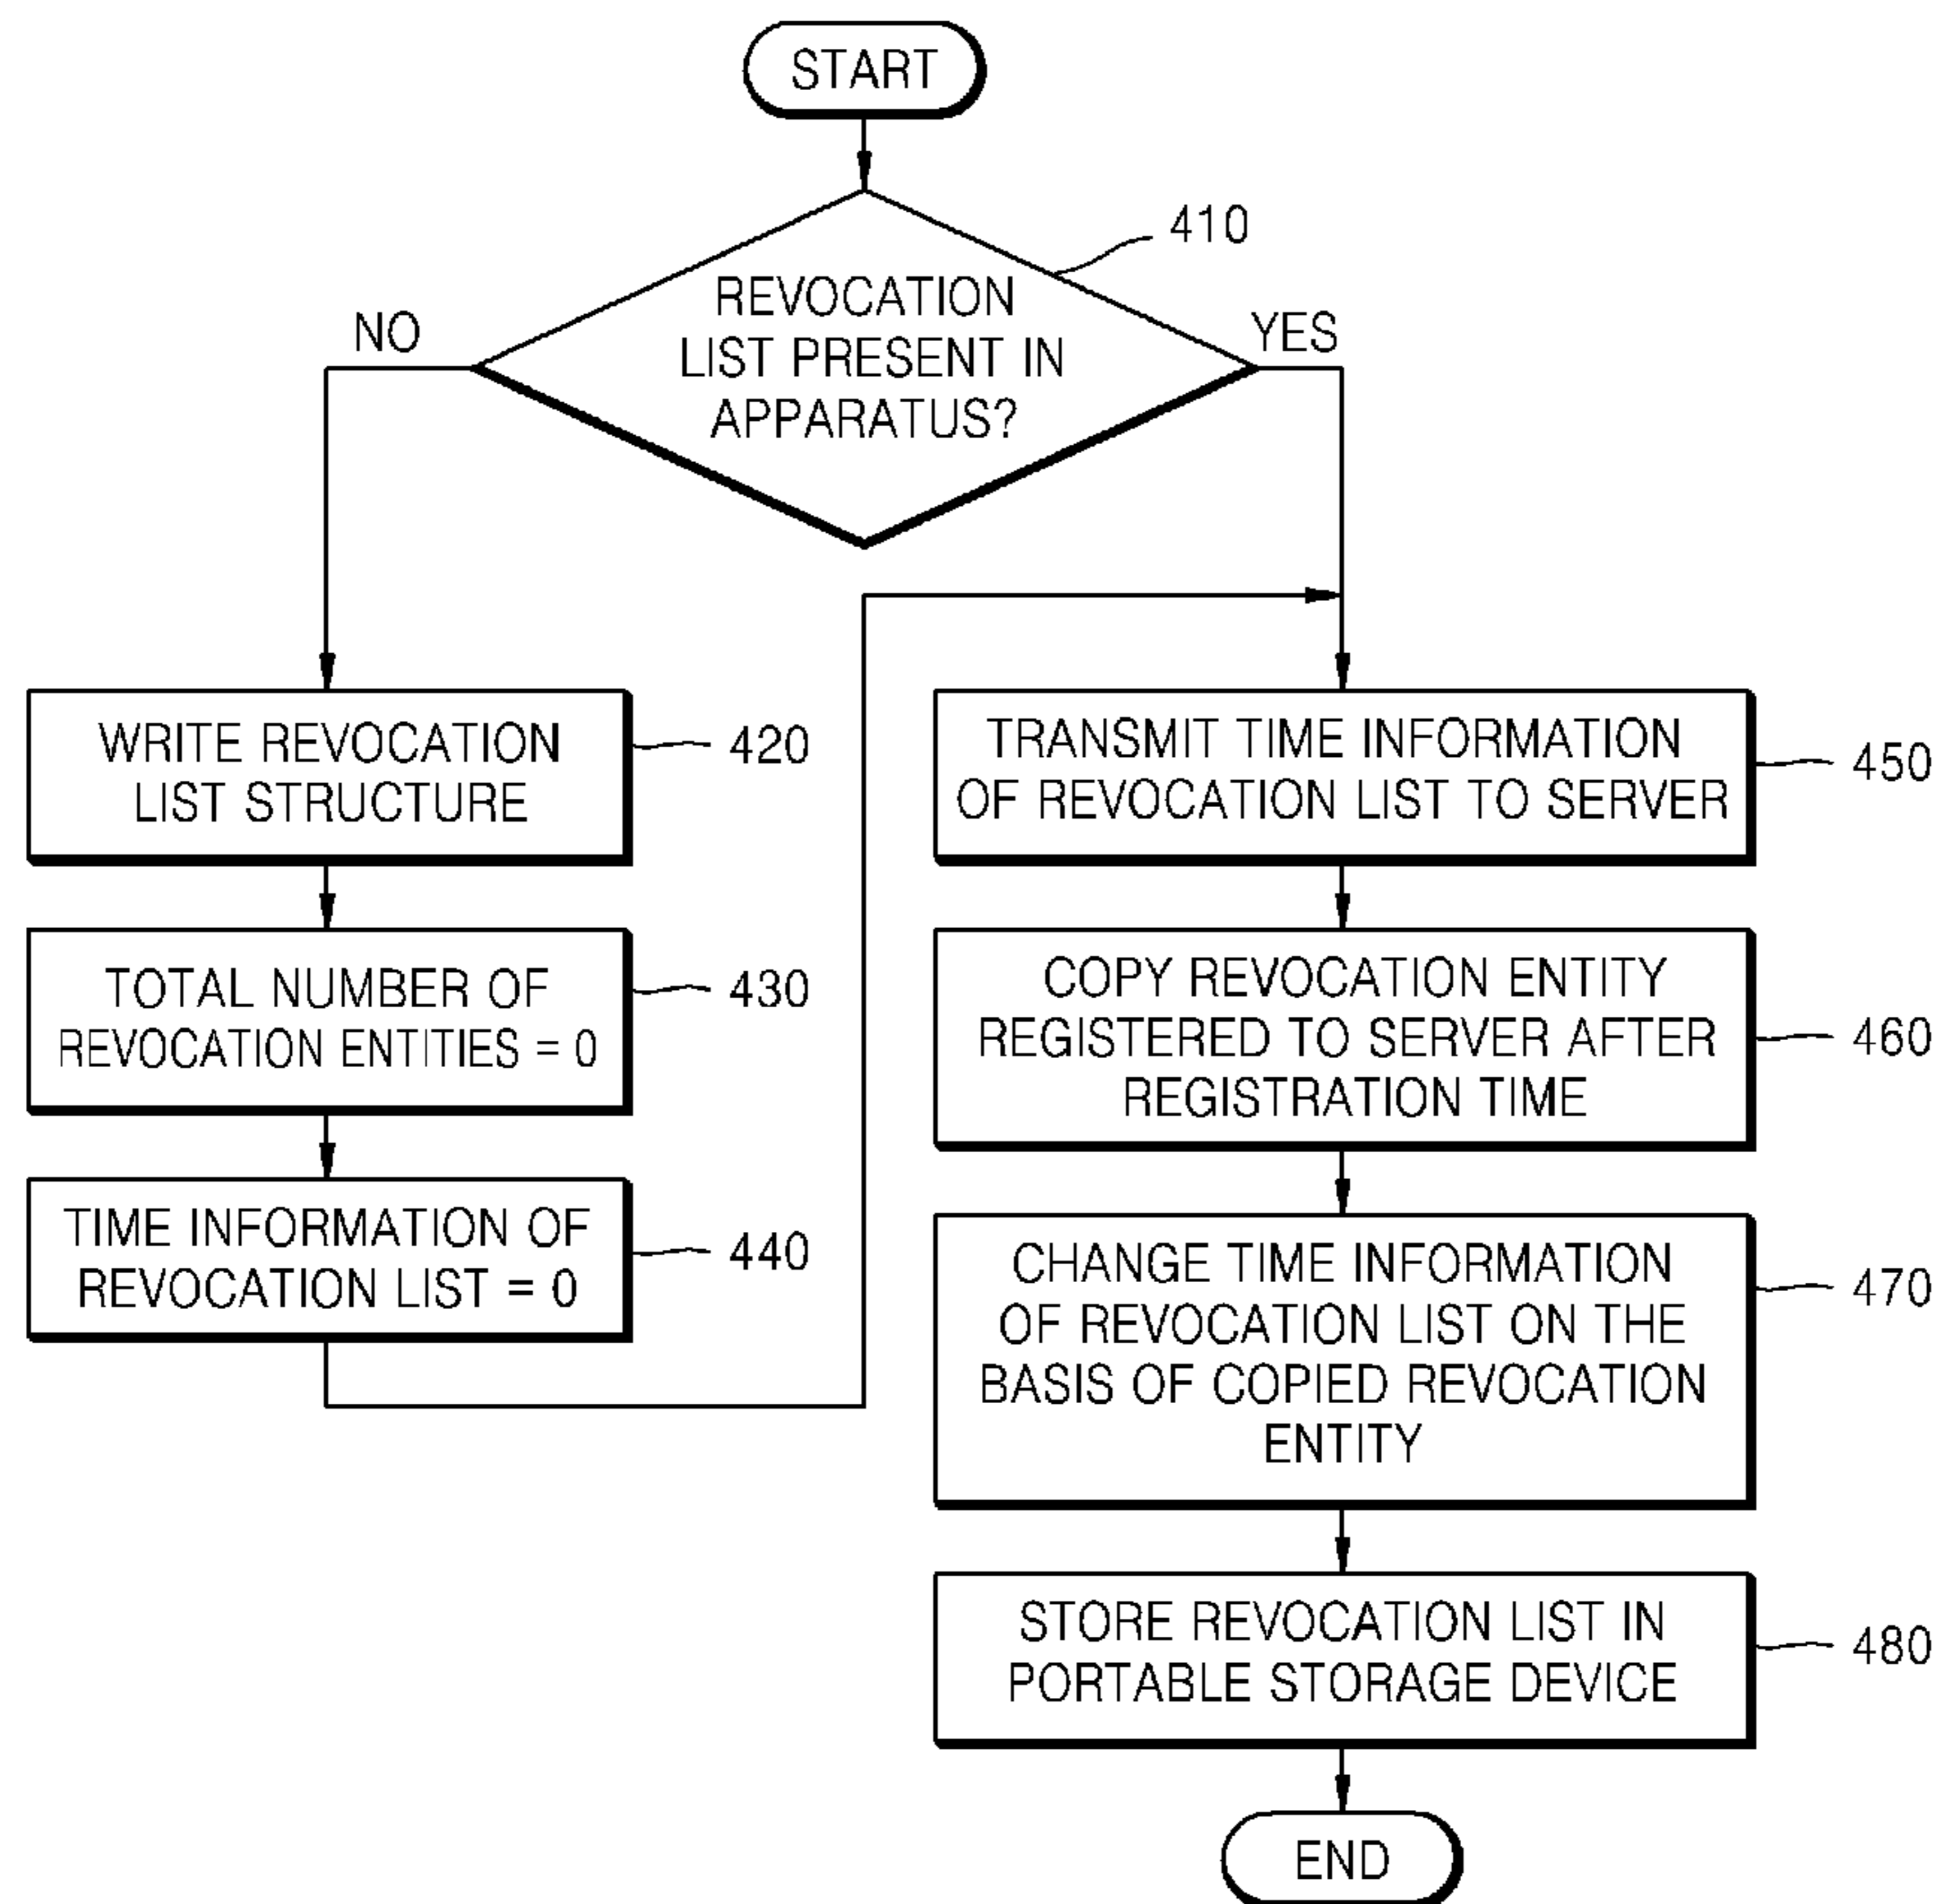 START
410
REVOCATION
LIST PRESENT IN
APPARATUS?
NO
YES
WRITE REVOCATION
LIST STRUCTURE
420
TOTAL NUMBER OF
REVOCATION ENTITIES = 0
430
TIME INFORMATION OF
REVOCATION LIST = 0
440
TRANSMIT TIME INFORMATION
OF REVOCATION LIST TO SERVER
450
COPY REVOCATION ENTITY
REGISTERED TO SERVER AFTER
REGISTRATION TIME
460
CHANGE TIME INFORMATION
OF REVOCATION LIST ON THE
BASIS OF COPIED REVOCATION
ENTITY
470
STORE REVOCATION LIST IN
PORTABLE STORAGE DEVICE
480
END